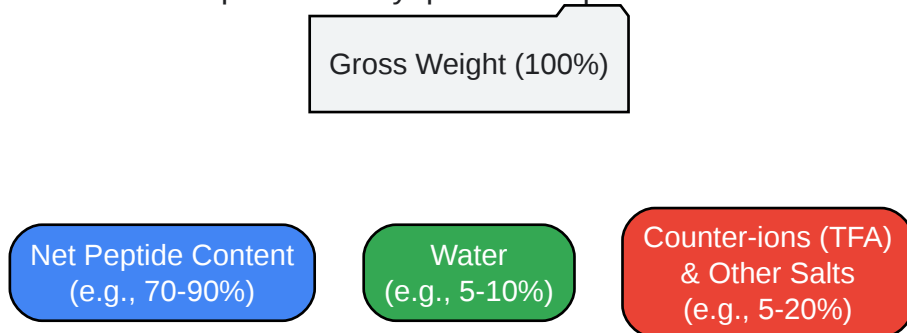 Gross Weight (100%)
Net Peptide Content
(e.g., 70-90%)
Water
(e.g., 5-10%)
Counter-ions (TFA)
& Other Salts
(e.g., 5-20%)